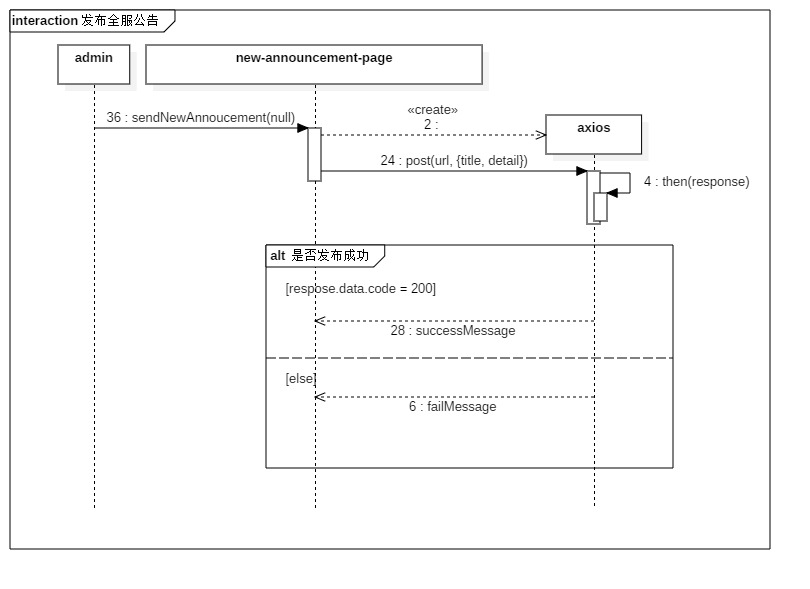 interaction 发布全服公告
admin
new-announcement-page
36 : sendNewAnnoucement(null)
«create»
2 :
axios
24 : post(url, {title, detail})
4 : then(response)
alt 是否发布成功
[respose.data.code = 200]
28 : successMessage
[else]
6 : failMessage